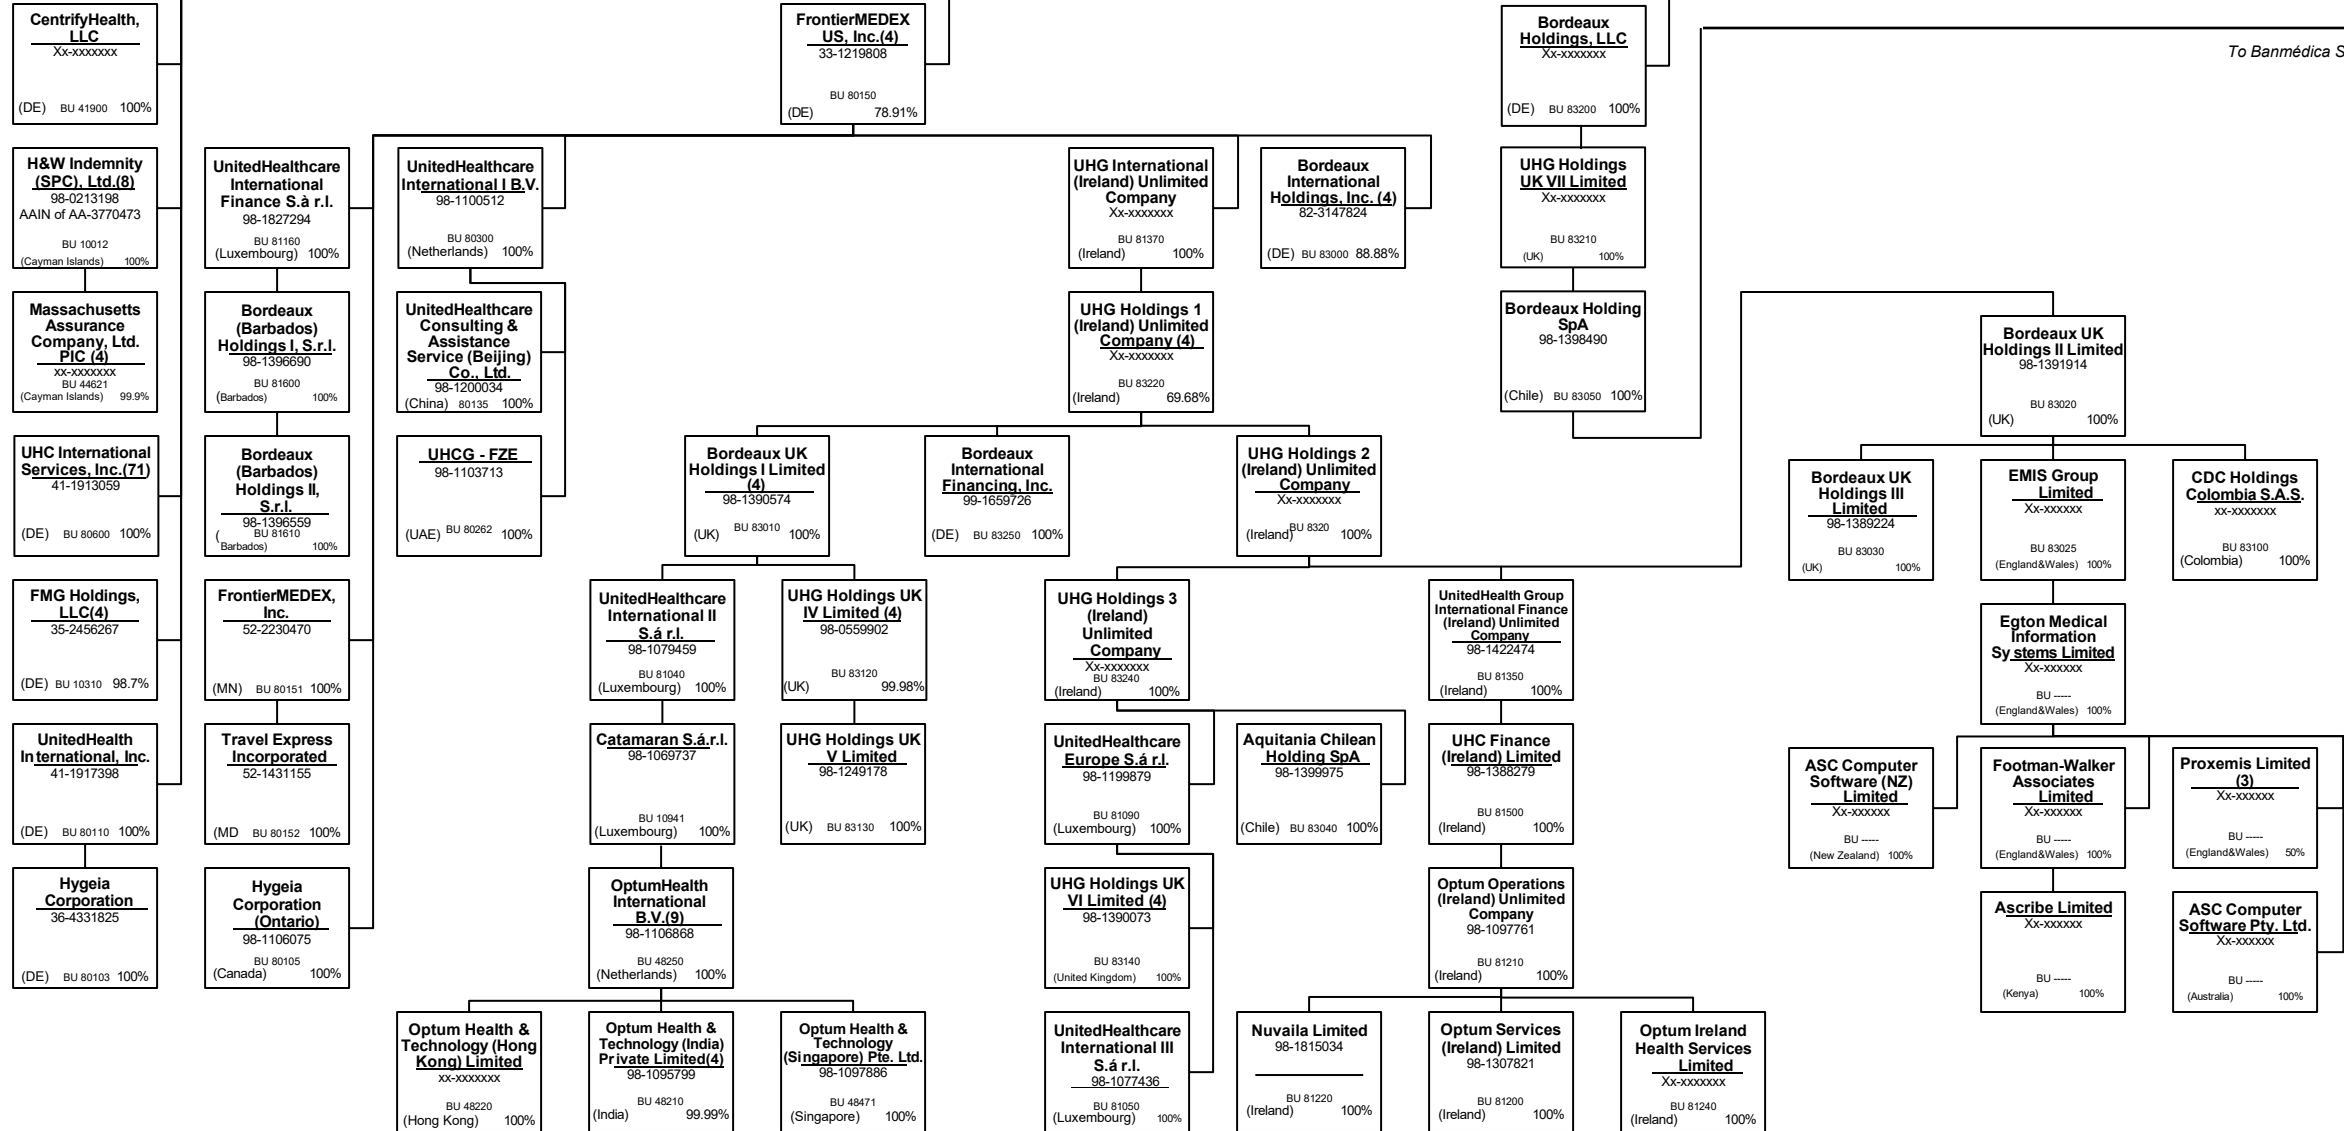 CentrifyHealth,
LLC
Xx-xxxxxxx
(DE) BU 41900 100%
FrontierMEDEX
US, Inc.(4)
33-1219808
BU 80150
(DE) 78.91%
Bordeaux
Holdings, LLC
Xx-xxxxxxx
(DE) BU 83200 100%
To Banmédica S
H&W Indemnity
(SPC), Ltd.(8)
98-0213198
AAIN of AA-3770473
BU 10012
(Cayman Islands) 100%
UnitedHealthcare
International
Finance S.à r.l.
98-1827294
BU 81160
(Luxembourg) 100%
UnitedHealthcare
International I B.V.
98-1100512
BU 80300
(Netherlands) 100%
UHG International
(Ireland) Unlimited
Company
Xx-xxxxxxx
BU 81370
(Ireland) 100%
Bordeaux
International
Holdings, Inc. (4)
82-3147824
(DE) BU 83000 88.88%
UHG Holdings
UK VII Limited
Xx-xxxxxxx
BU 83210
(UK) 100%
Massachusetts
Assurance
Company, Ltd.
PIC (4)
xx-xxxxxxx
BU 44621
(Cayman Islands) 99.9%
Bordeaux
(Barbados)
Holdings I, S.r.l.
98-1396690
BU 81600
(Barbados) 100%
UnitedHealthcare
Consulting &
Assistance
Service (Beijing)
Co., Ltd.
98-1200034
(China) 80135 100%
UHG Holdings 1
(Ireland) Unlimited
Company (4)
Xx-xxxxxxx
BU 83220
(Ireland) 69.68%
Bordeaux Holding
SpA
98-1398490
(Chile) BU 83050 100%
Bordeaux UK
Holdings II Limited
98-1391914
BU 83020
(UK) 100%
UHC International
Services, Inc.(71)
41-1913059
(DE) BU 80600 100%
Bordeaux
(Barbados)
Holdings II,
S.r.l.
98-1396559
( BU 81610
Barbados) 100%
UHCG - FZE
98-1103713
(UAE) BU 80262 100%
Bordeaux UK
Holdings I Limited
(4)
98-1390574
(UK) BU 83010 100%
Bordeaux
International
Financing, Inc.
99-1659726
(DE) BU 83250 100%
UHG Holdings 2
(Ireland) Unlimited
Company
Xx-xxxxxxx
(Ireland) BU 8320 100%
Bordeaux UK
Holdings III
Limited
98-1389224
BU 83030
(UK) 100%
EMIS Group
Limited
Xx-xxxxxx
BU 83025
(England&Wales) 100%
CDC Holdings
Colombia S.A.S.
xx-xxxxxxx
BU 83100
(Colombia) 100%
FMG Holdings,
LLC(4)
35-2456267
(DE) BU 10310 98.7%
FrontierMEDEX,
Inc.
52-2230470
(MN) BU 80151 100%
UnitedHealthcare
International II
S.á r.l.
98-1079459
BU 81040
(Luxembourg) 100%
UHG Holdings UK
IV Limited (4)
98-0559902
BU 83120
(UK) 99.98%
UHG Holdings 3
(Ireland)
Unlimited
Company
Xx-xxxxxxx
BU 83240
(Ireland) 100%
UnitedHealth Group
International Finance
(Ireland) Unlimited
Company
98-1422474
BU 81350
(Ireland) 100%
Egton Medical
Information
Systems Limited
Xx-xxxxxx
BU -----
(England&Wales) 100%
UnitedHealth
International, Inc.
41-1917398
(DE) BU 80110 100%
Travel Express
Incorporated
52-1431155
(MD BU 80152 100%
Catamaran S.á.r.l.
98-1069737
BU 10941
(Luxembourg) 100%
UHG Holdings UK
V Limited
98-1249178
(UK) BU 83130 100%
UnitedHealthcare
Europe S.á r.l.
98-1199879
BU 81090
(Luxembourg) 100%
Aquitania Chilean
Holding SpA
98-1399975
(Chile) BU 83040 100%
UHC Finance
(Ireland) Limited
98-1388279
BU 81500
(Ireland) 100%
ASC Computer
Software (NZ)
Limited
Xx-xxxxxx
BU -----
(New Zealand) 100%
Footman-Walker
Associates
Limited
Xx-xxxxxx
BU -----
(England&Wales) 100%
Proxemis Limited
(3)
Xx-xxxxxx
BU -----
(England&Wales) 50%
Hygeia
Corporation
36-4331825
(DE) BU 80103 100%
Hygeia
Corporation
(Ontario)
98-1106075
BU 80105
(Canada) 100%
OptumHealth
International
B.V.(9)
98-1106868
BU 48250
(Netherlands) 100%
UHG Holdings UK
VI Limited (4)
98-1390073
BU 83140
(United Kingdom) 100%
Optum Operations
(Ireland) Unlimited
Company
98-1097761
BU 81210
(Ireland) 100%
Ascribe Limited
Xx-xxxxxx
BU -----
(Kenya) 100%
ASC Computer
Software Pty. Ltd.
Xx-xxxxxx
BU -----
(Australia) 100%
Optum Health &
Technology (Hong
Kong) Limited
xx-xxxxxxx
BU 48220
(Hong Kong) 100%
Optum Health &
Technology (India)
Private Limited(4)
98-1095799
BU 48210
(India) 99.99%
Optum Health &
Technology
(Singapore) Pte. Ltd.
98-1097886
BU 48471
(Singapore) 100%
UnitedHealthcare
International III
S.á r.l.
98-1077436
BU 81050
(Luxembourg) 100%
Nuvaila Limited
98-1815034
BU 81220
(Ireland) 100%
Optum Services
(Ireland) Limited
98-1307821
BU 81200
(Ireland) 100%
Optum Ireland
Health Services
Limited
Xx-xxxxxxx
BU 81240
(Ireland) 100%